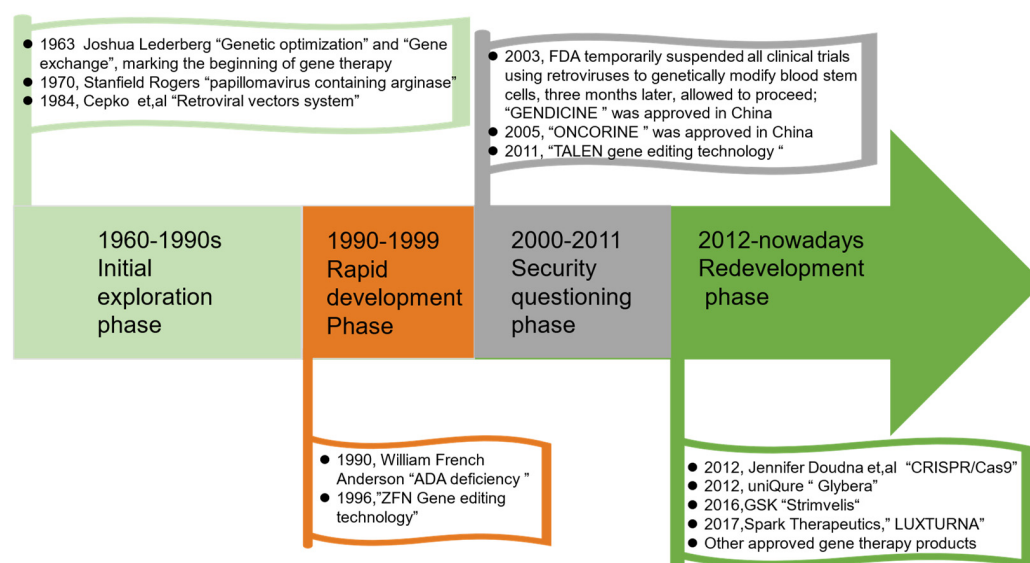 ● 1963 Joshua Lederberg “Genetic optimization” and “Gene
exchange”, marking the beginning of gene therapy
● 1970, Stanfield Rogers “papillomavirus containing arginase”
● 1984, Cepko et,al “Retroviral vectors system”
● 2003, FDA temporarily suspended all clinical trials
using retroviruses to genetically modify blood stem
cells, three months later, allowed to proceed;
“GENDICINE ” was approved in China
● 2005, “ONCORINE ” was approved in China
● 2011, “TALEN gene editing technology “
1960-1990s
Initial
exploration
phase
1990-1999
Rapid
development
Phase
2000-2011
Security
questioning
phase
2012-nowadays
Redevelopment
phase
● 1990, William French
Anderson “ADA deficiency ”
● 1996,”ZFN Gene editing
technology”
● 2012, Jennifer Doudna et,al “CRISPR/Cas9”
● 2012, uniQure “ Glybera”
● 2016,GSK “Strimvelis“
● 2017,Spark Therapeutics,” LUXTURNA”
● Other approved gene therapy products